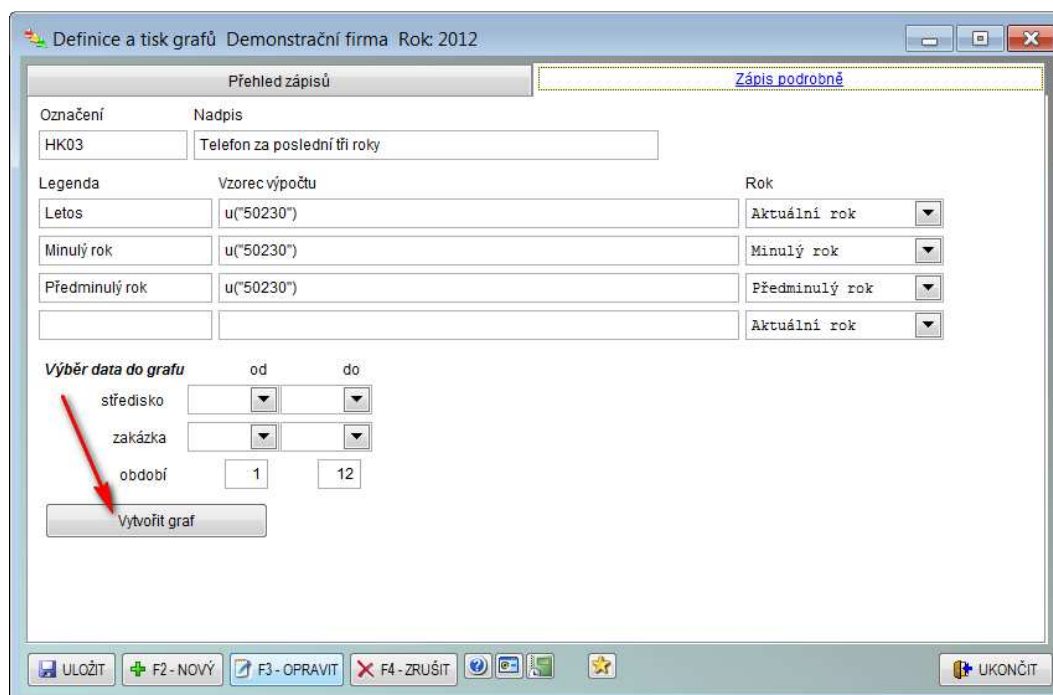 Definice a tisk grafů Demonstrační firma Rok: 2012
Přehled zápisů Zápis podrobně
Označení Nadpis
HK03 Telefon za poslední tři roky
Legenda Vzorec výpočtu Rok
Letos u("50230") Aktuální rok
Minulý rok u("50230") Minulý rok
Předminulý rok u("50230") Předminulý rok
Aktuální rok
Výběr data do grafu od do
středisko
zakázka
období 1 12
Vytvořit graf
ULOŽIT F2 - NOVÝ F3 - OPRAVIT F4 - ZRUŠIT UKONČIT